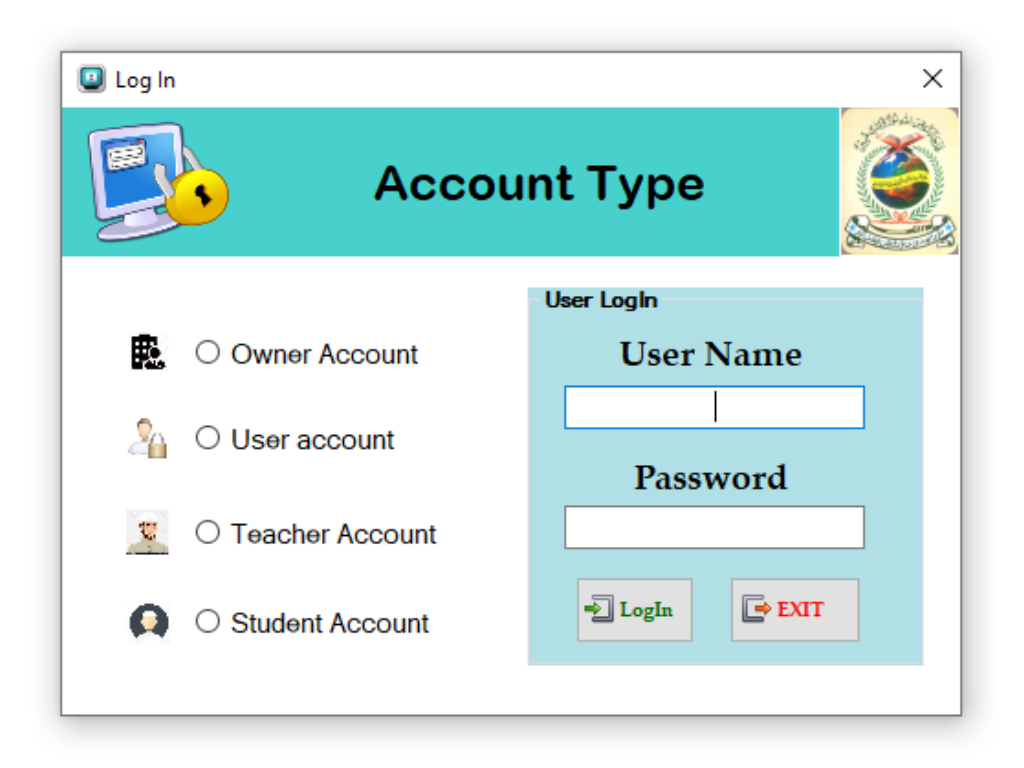 Log In
Account Type
Owner Account
User account
Teacher Account
Student Account
User LogIn
User Name
Password
LogIn
EXIT